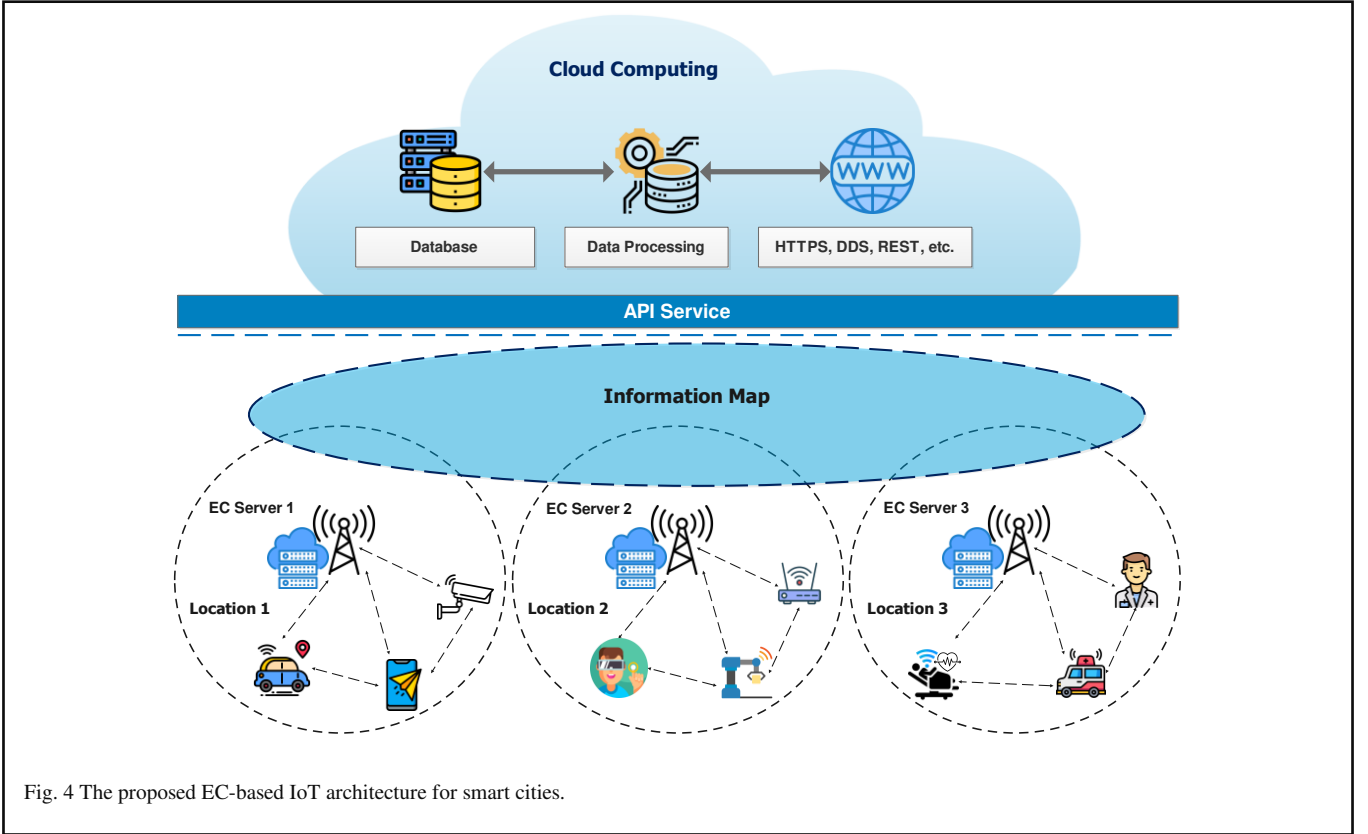 Cloud Computing
WWW
Database
Data Processing
HTTPS, DDS, REST, etc.
API Service
Information Map
EC Server 1
EC Server 2
EC Server 3
Location 1
Location 2
Location 3
Fig. 4 The proposed EC-based IoT architecture for smart cities.